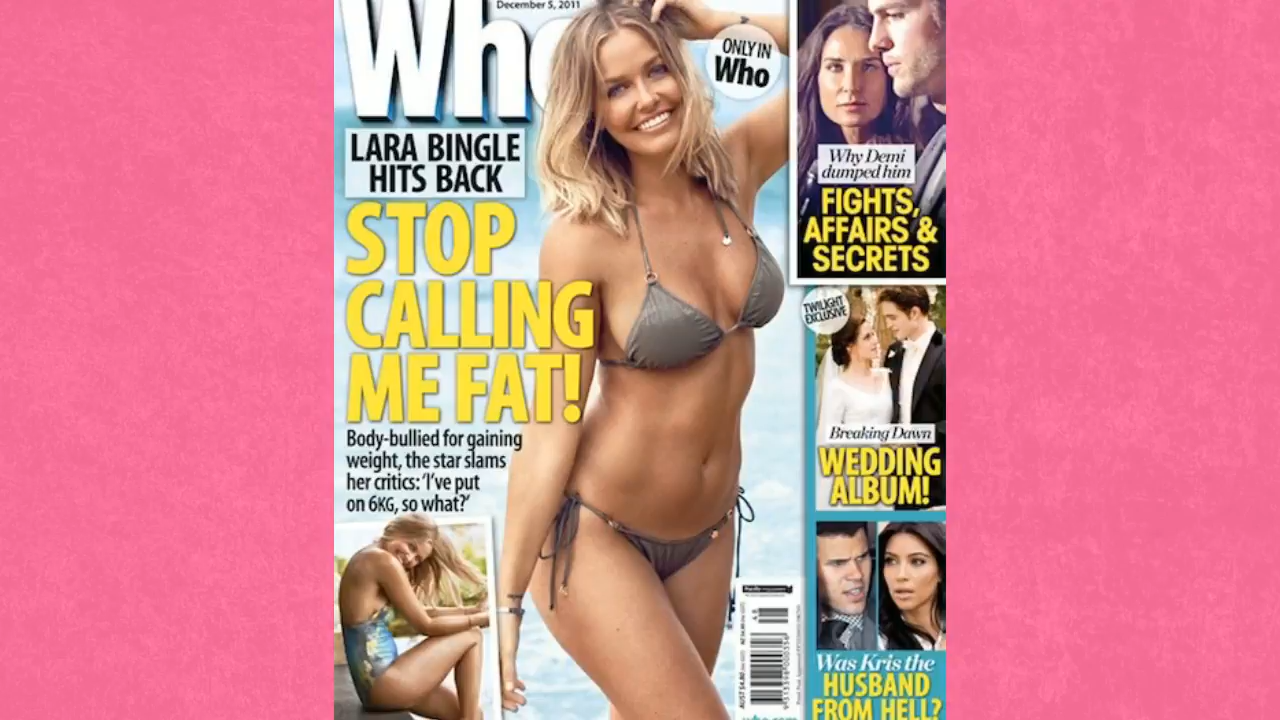 December 5, 2011
Who
ONLY IN
Who
LARA BINGLE
HITS BACK
STOP
CALLING
ME FAT!
Body-bullied for gaining
weight, the star slams
her critics: 'I've put
on 6KG, so what?'
Why Demi
dumped him
FIGHTS,
AFFAIRS &
SECRETS
TWILIGHT
EXCLUSIVE
Breaking Dawn
WEDDING
ALBUM!
Was Kris the
HUSBAND
FROM HELL?